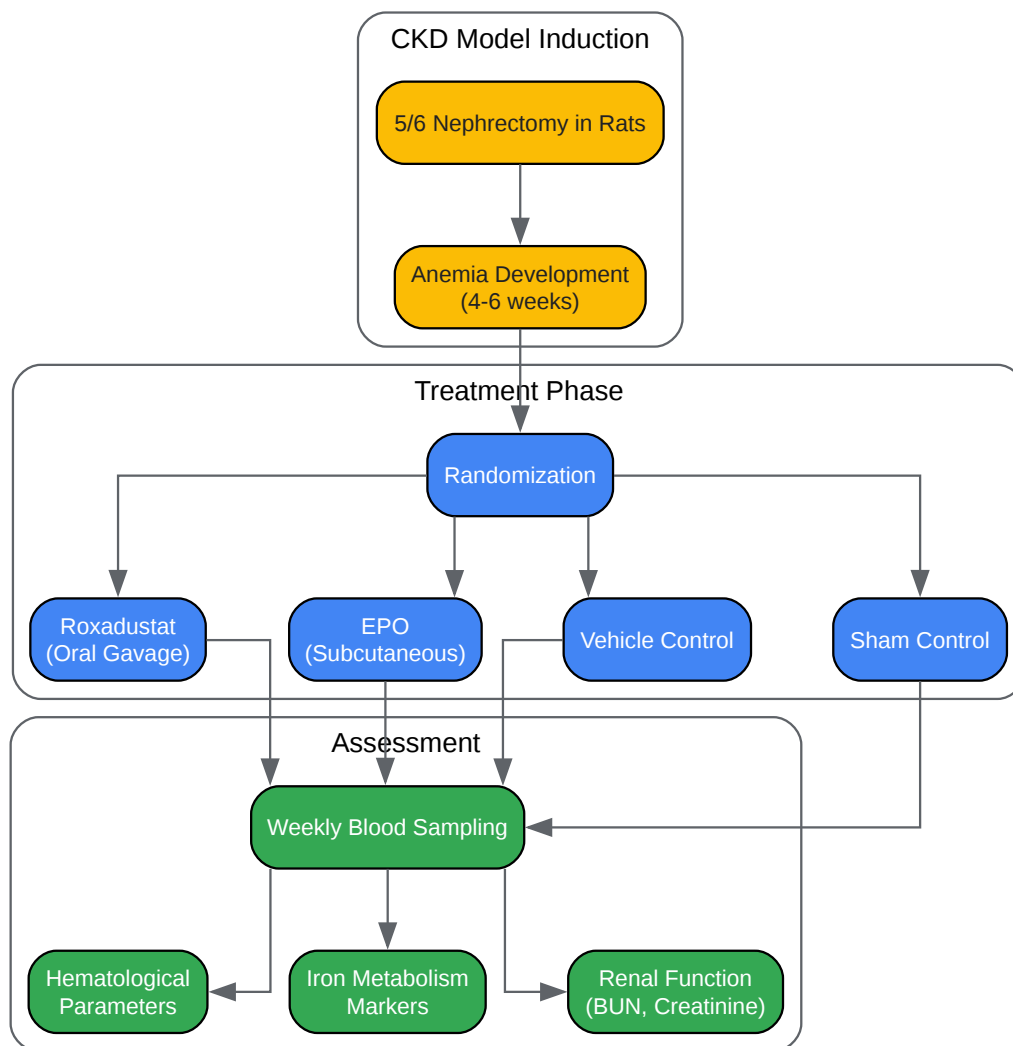 CKD Model Induction
5/6 Nephrectomy in Rats
Anemia Development
(4-6 weeks)
Treatment Phase
Randomization
Roxadustat
(Oral Gavage)
EPO
(Subcutaneous)
Vehicle Control
Sham Control
Assessment
Weekly Blood Sampling
Hematological
Parameters
Iron Metabolism
Markers
Renal Function
(BUN, Creatinine)